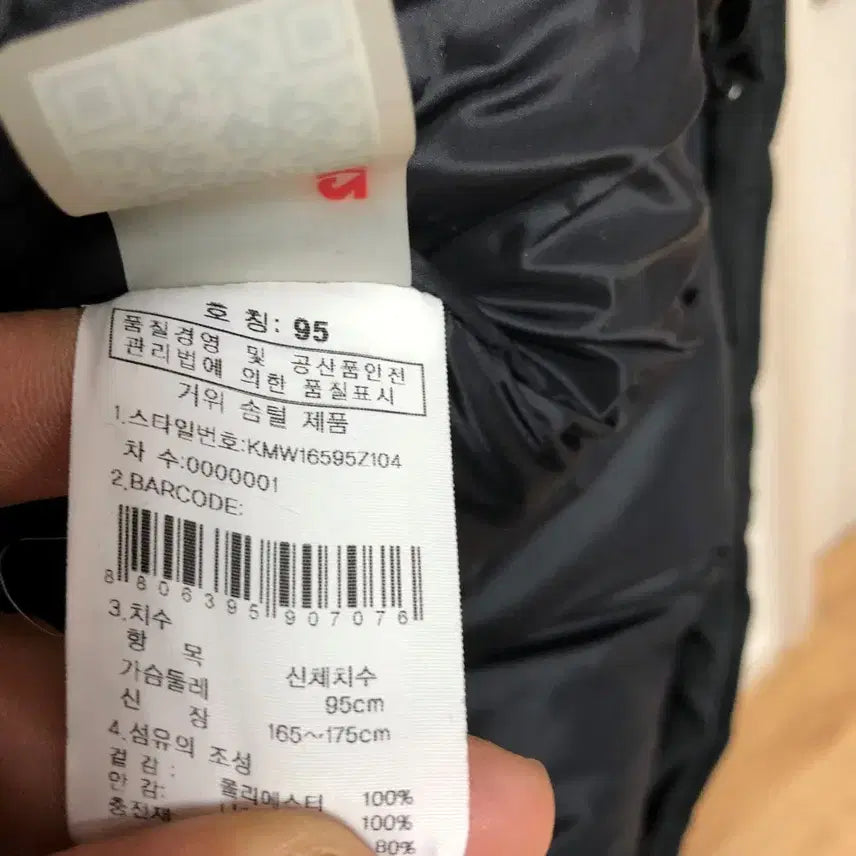 호 칭: 95
품질경영 및 공산품안전
관리법에 의한 품질표시
거위 솜털 제품
1.스타일번호:KMW16595Z104
차 수:0000001
2.BARCODE:
8 806395 907076
3.치수
항 목 신체치수
가슴둘레 95cm
신 장 165~175cm
4.섬유의 조성
겉 감 : 폴리에스터 100%
안 감: 100%
충전재 80%